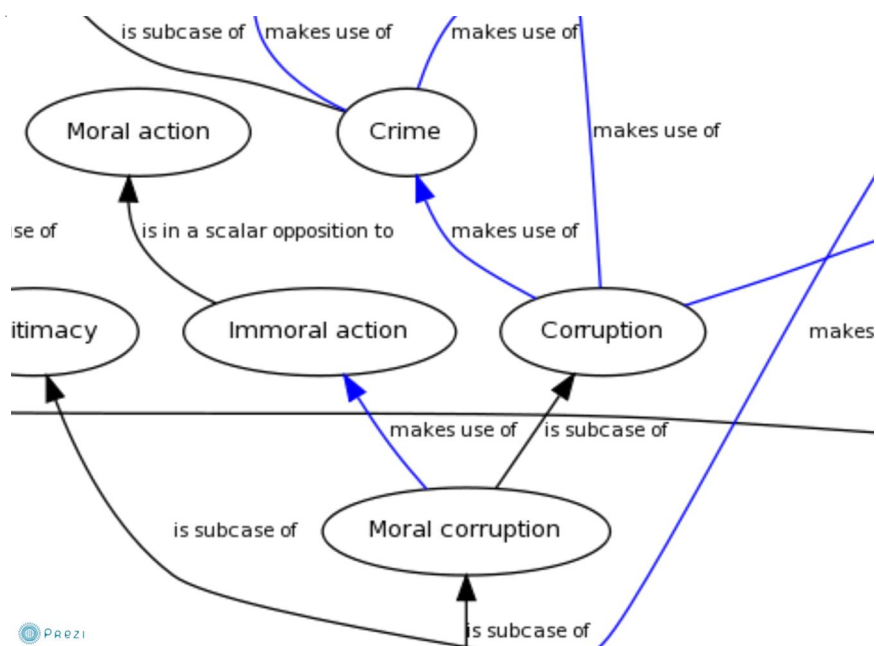 is subcase of
makes use of
makes use of
Moral action
Crime
makes use of
se of
is in a scalar opposition to
makes use of
itimacy
Immoral action
Corruption
makes
makes use of
is subcase of
is subcase of
Moral corruption
is subcase of
Prezi